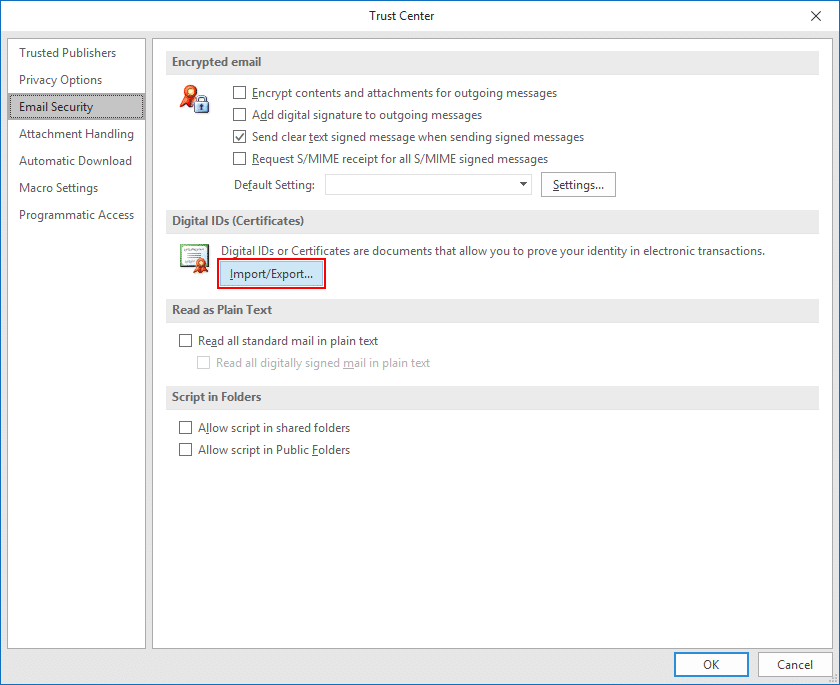 Trust Center
Trusted Publishers
Privacy Options
Email Security
Attachment Handling
Automatic Download
Macro Settings
Programmatic Access
Encrypted email
Encrypt contents and attachments for outgoing messages
Add digital signature to outgoing messages
Send clear text signed message when sending signed messages
Request S/MIME receipt for all S/MIME signed messages
Default Setting:
Settings...
Digital IDs (Certificates)
Digital IDs or Certificates are documents that allow you to prove your identity in electronic transactions.
Import/Export...
Read as Plain Text
Read all standard mail in plain text
Read all digitally signed mail in plain text
Script in Folders
Allow script in shared folders
Allow script in Public Folders
OK Cancel